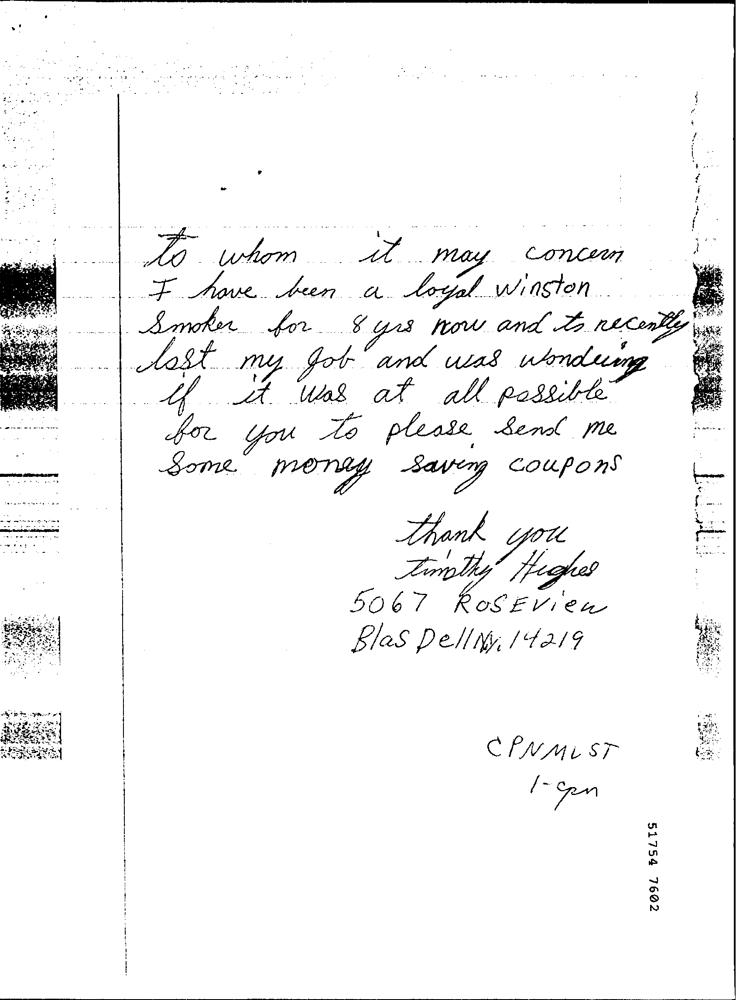 to whom it may concern
I have been a loyal Winston
Smoker for 8 yrs now and to recently
lost my Job and was wondering
if it was at all possible
for you to please send me
Some money saving coupons
thank you
timothy Hughes
5067 ROSEView
BlasDell Ny. 14219
CPNMLST
1-cpn
51754 7602